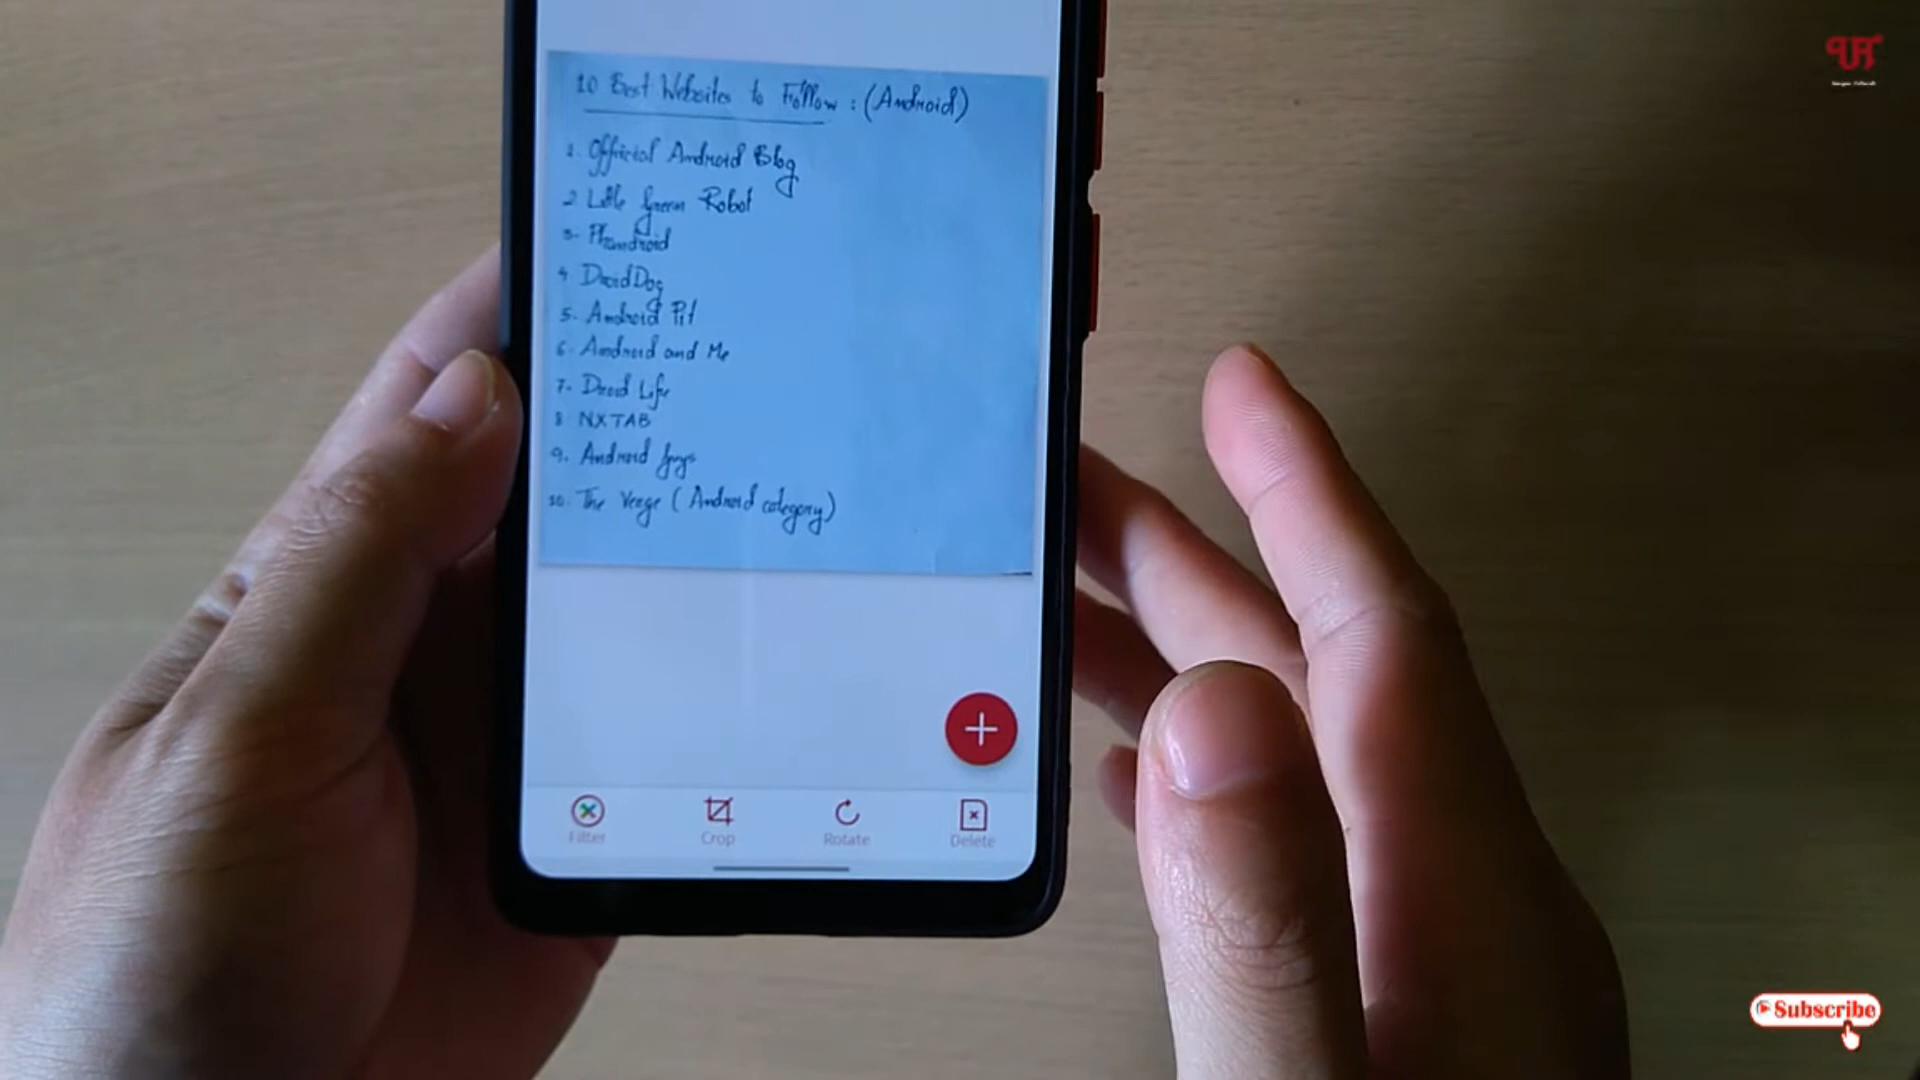 10 Best Websites to Follow : (Android)
1. Official Android Blog
2. Little Green Robot
3. Phandroid
4. DroidDog
5. Android Pit
6. Android and Me
7. Droid Life
8. NXTAB
9. Android Guys
10. The Verge (Android category)
Filter
Crop
Rotate
Delete
Subscribe